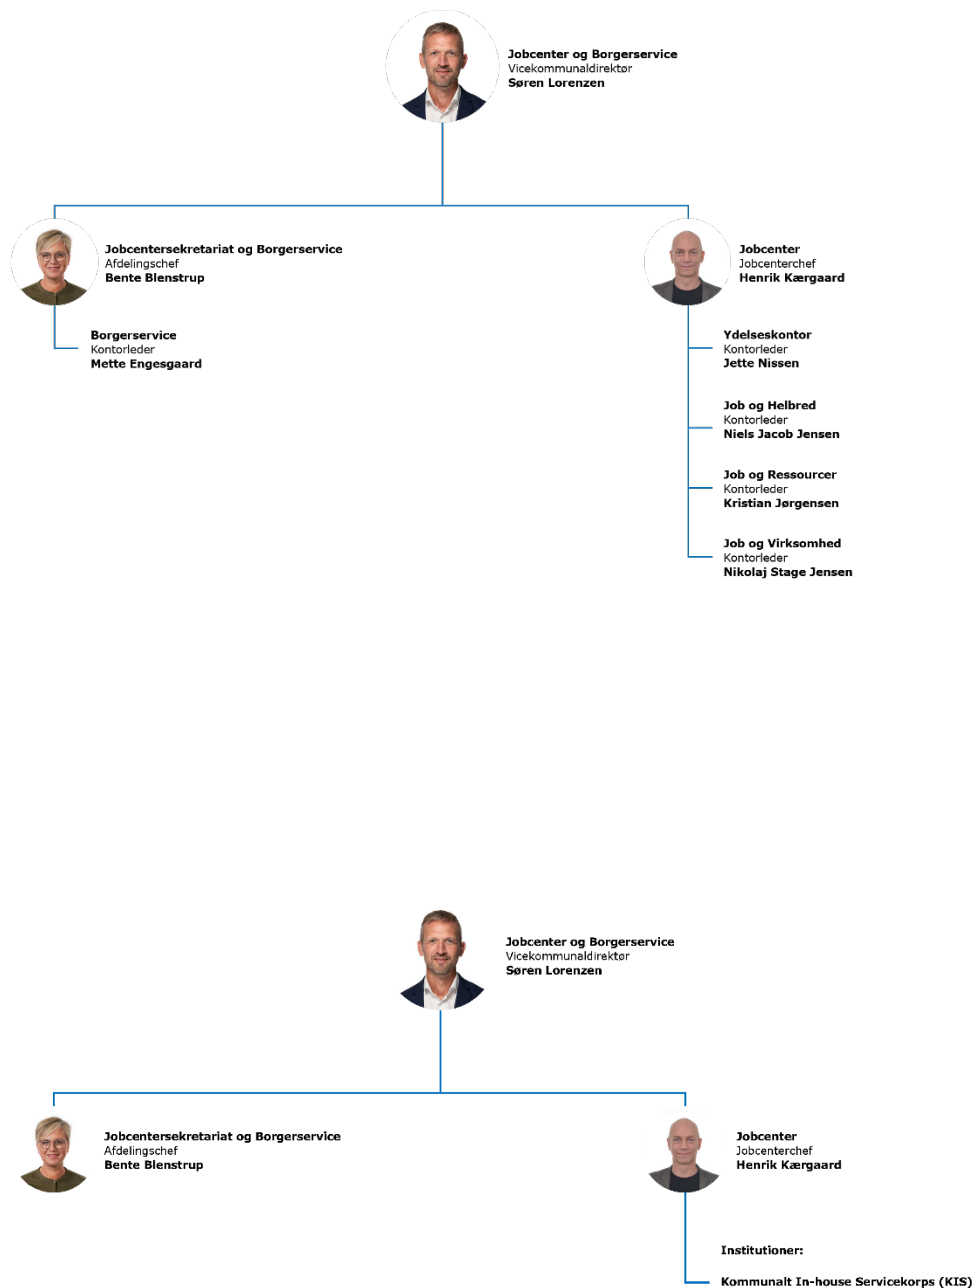 Jobcenter og Borgerservice
Vicekommunaldirektør
Søren Lorenzen
Jobcentersekretariat og Borgerservice
Afdelingschef
Bente Blenstrup
Borgerservice
Kontorleder
Mette Engesgaard
Jobcenter
Jobcenterchef
Henrik Kærgaard
Ydelseskontor
Kontorleder
Jette Nissen
Job og Helbred
Kontorleder
Niels Jacob Jensen
Job og Ressourcer
Kontorleder
Kristian Jørgensen
Job og Virksomhed
Kontorleder
Nikolaj Stage Jensen
Jobcenter og Borgerservice
Vicekommunaldirektør
Søren Lorenzen
Jobcentersekretariat og Borgerservice
Afdelingschef
Bente Blenstrup
Jobcenter
Jobcenterchef
Henrik Kærgaard
Institutioner:
Kommunalt In-house Servicekorps (KIS)